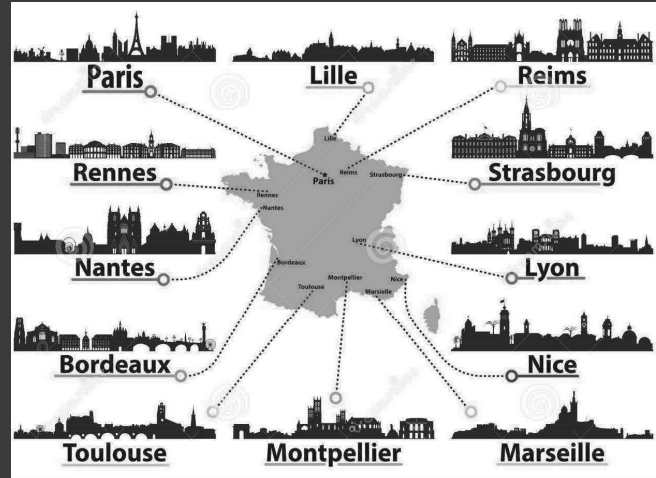 Paris
Lille
Reims
Rennes
Strasbourg
Nantes
Lyon
Bordeaux
Nice
Toulouse
Montpellier
Marseille
Lille
Paris
Reims
Strasbourg
Rennes
Nantes
Lyon
Bordeaux
Toulouse
Montpellier
Nice
Marsielle